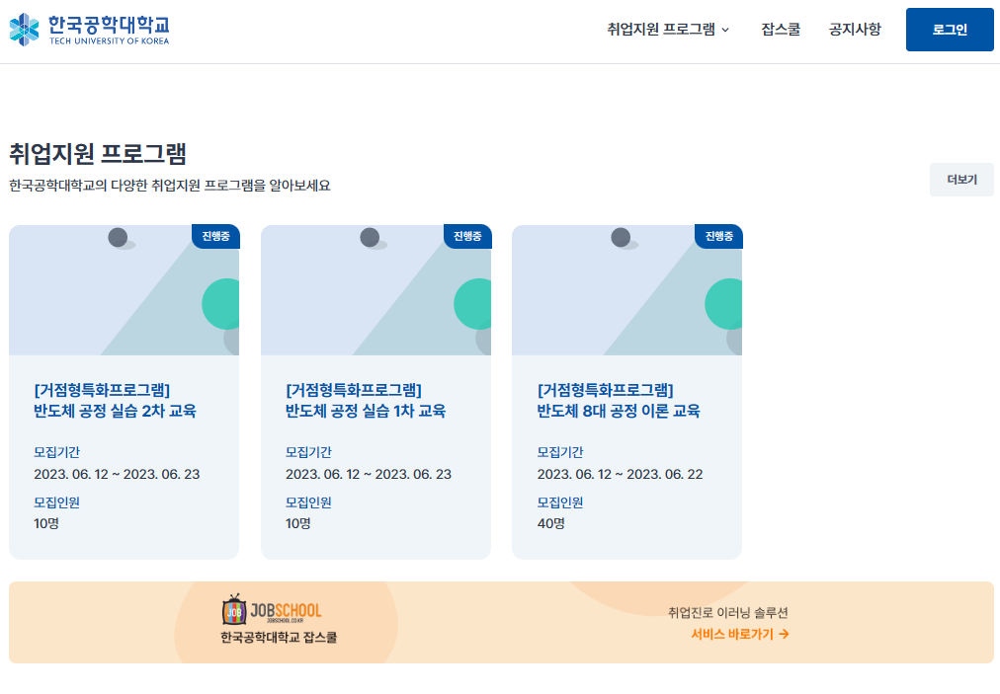 한국공학대학교
TECH UNIVERSITY OF KOREA
취업지원 프로그램
잡스쿨
공지사항
로그인
취업지원 프로그램
한국공학대학교의 다양한 취업지원 프로그램을 알아보세요
더보기
진행중
[거점형특화프로그램]
반도체 공정 실습 2차 교육
모집기간
2023. 06. 12 ~ 2023. 06. 23
모집인원
10명
진행중
[거점형특화프로그램]
반도체 공정 실습 1차 교육
모집기간
2023. 06. 12 ~ 2023. 06. 23
모집인원
10명
진행중
[거점형특화프로그램]
반도체 8대 공정 이론 교육
모집기간
2023. 06. 12 ~ 2023. 06. 22
모집인원
40명
JOB
JOBSCHOOL
JOBSCHOOL.CO.KR
한국공학대학교 잡스쿨
취업진로 이러닝 솔루션
서비스 바로가기 →